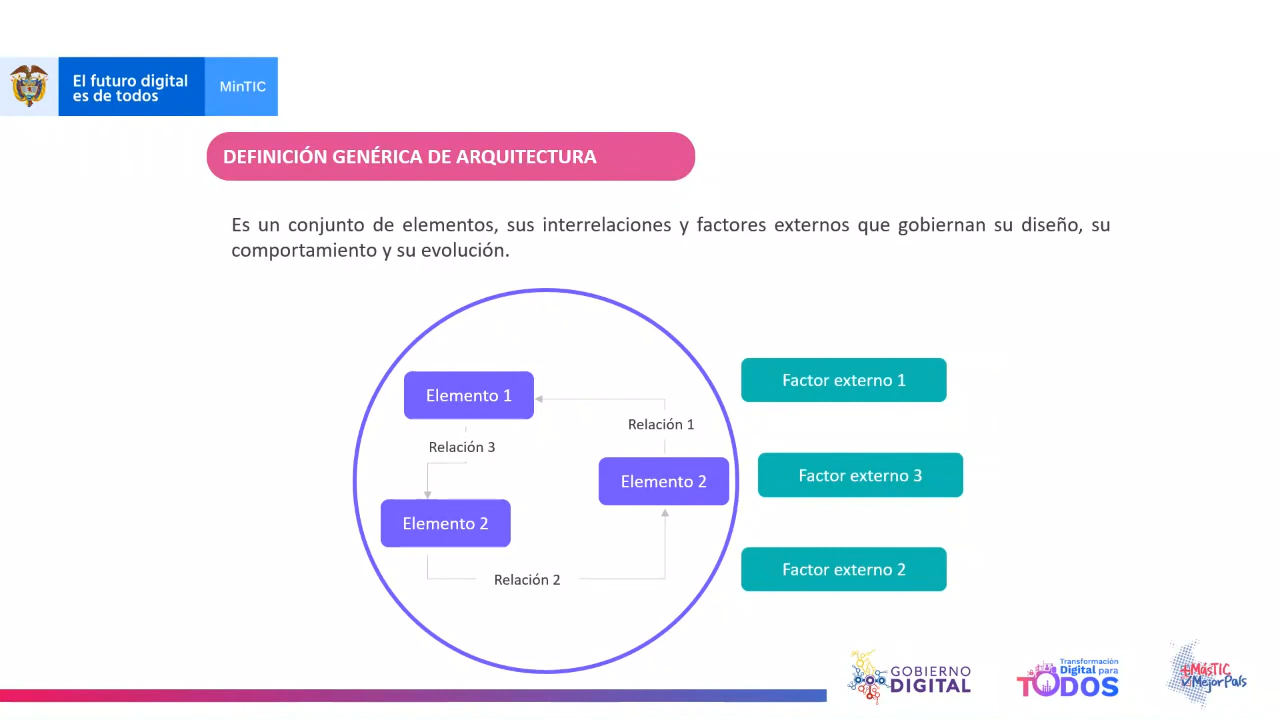 El futuro digital
es de todos
MinTIC
DEFINICIÓN GENÉRICA DE ARQUITECTURA
Es un conjunto de elementos, sus interrelaciones y factores externos que gobiernan su diseño, su
comportamiento y su evolución.
Elemento 1
Relación 3
Elemento 2
Relación 2
Relación 1
Elemento 2
Factor externo 1
Factor externo 3
Factor externo 2
GOBIERNO
DIGITAL
Transformación
Digital para
TODOS
+MásTIC
✓MejorPaís